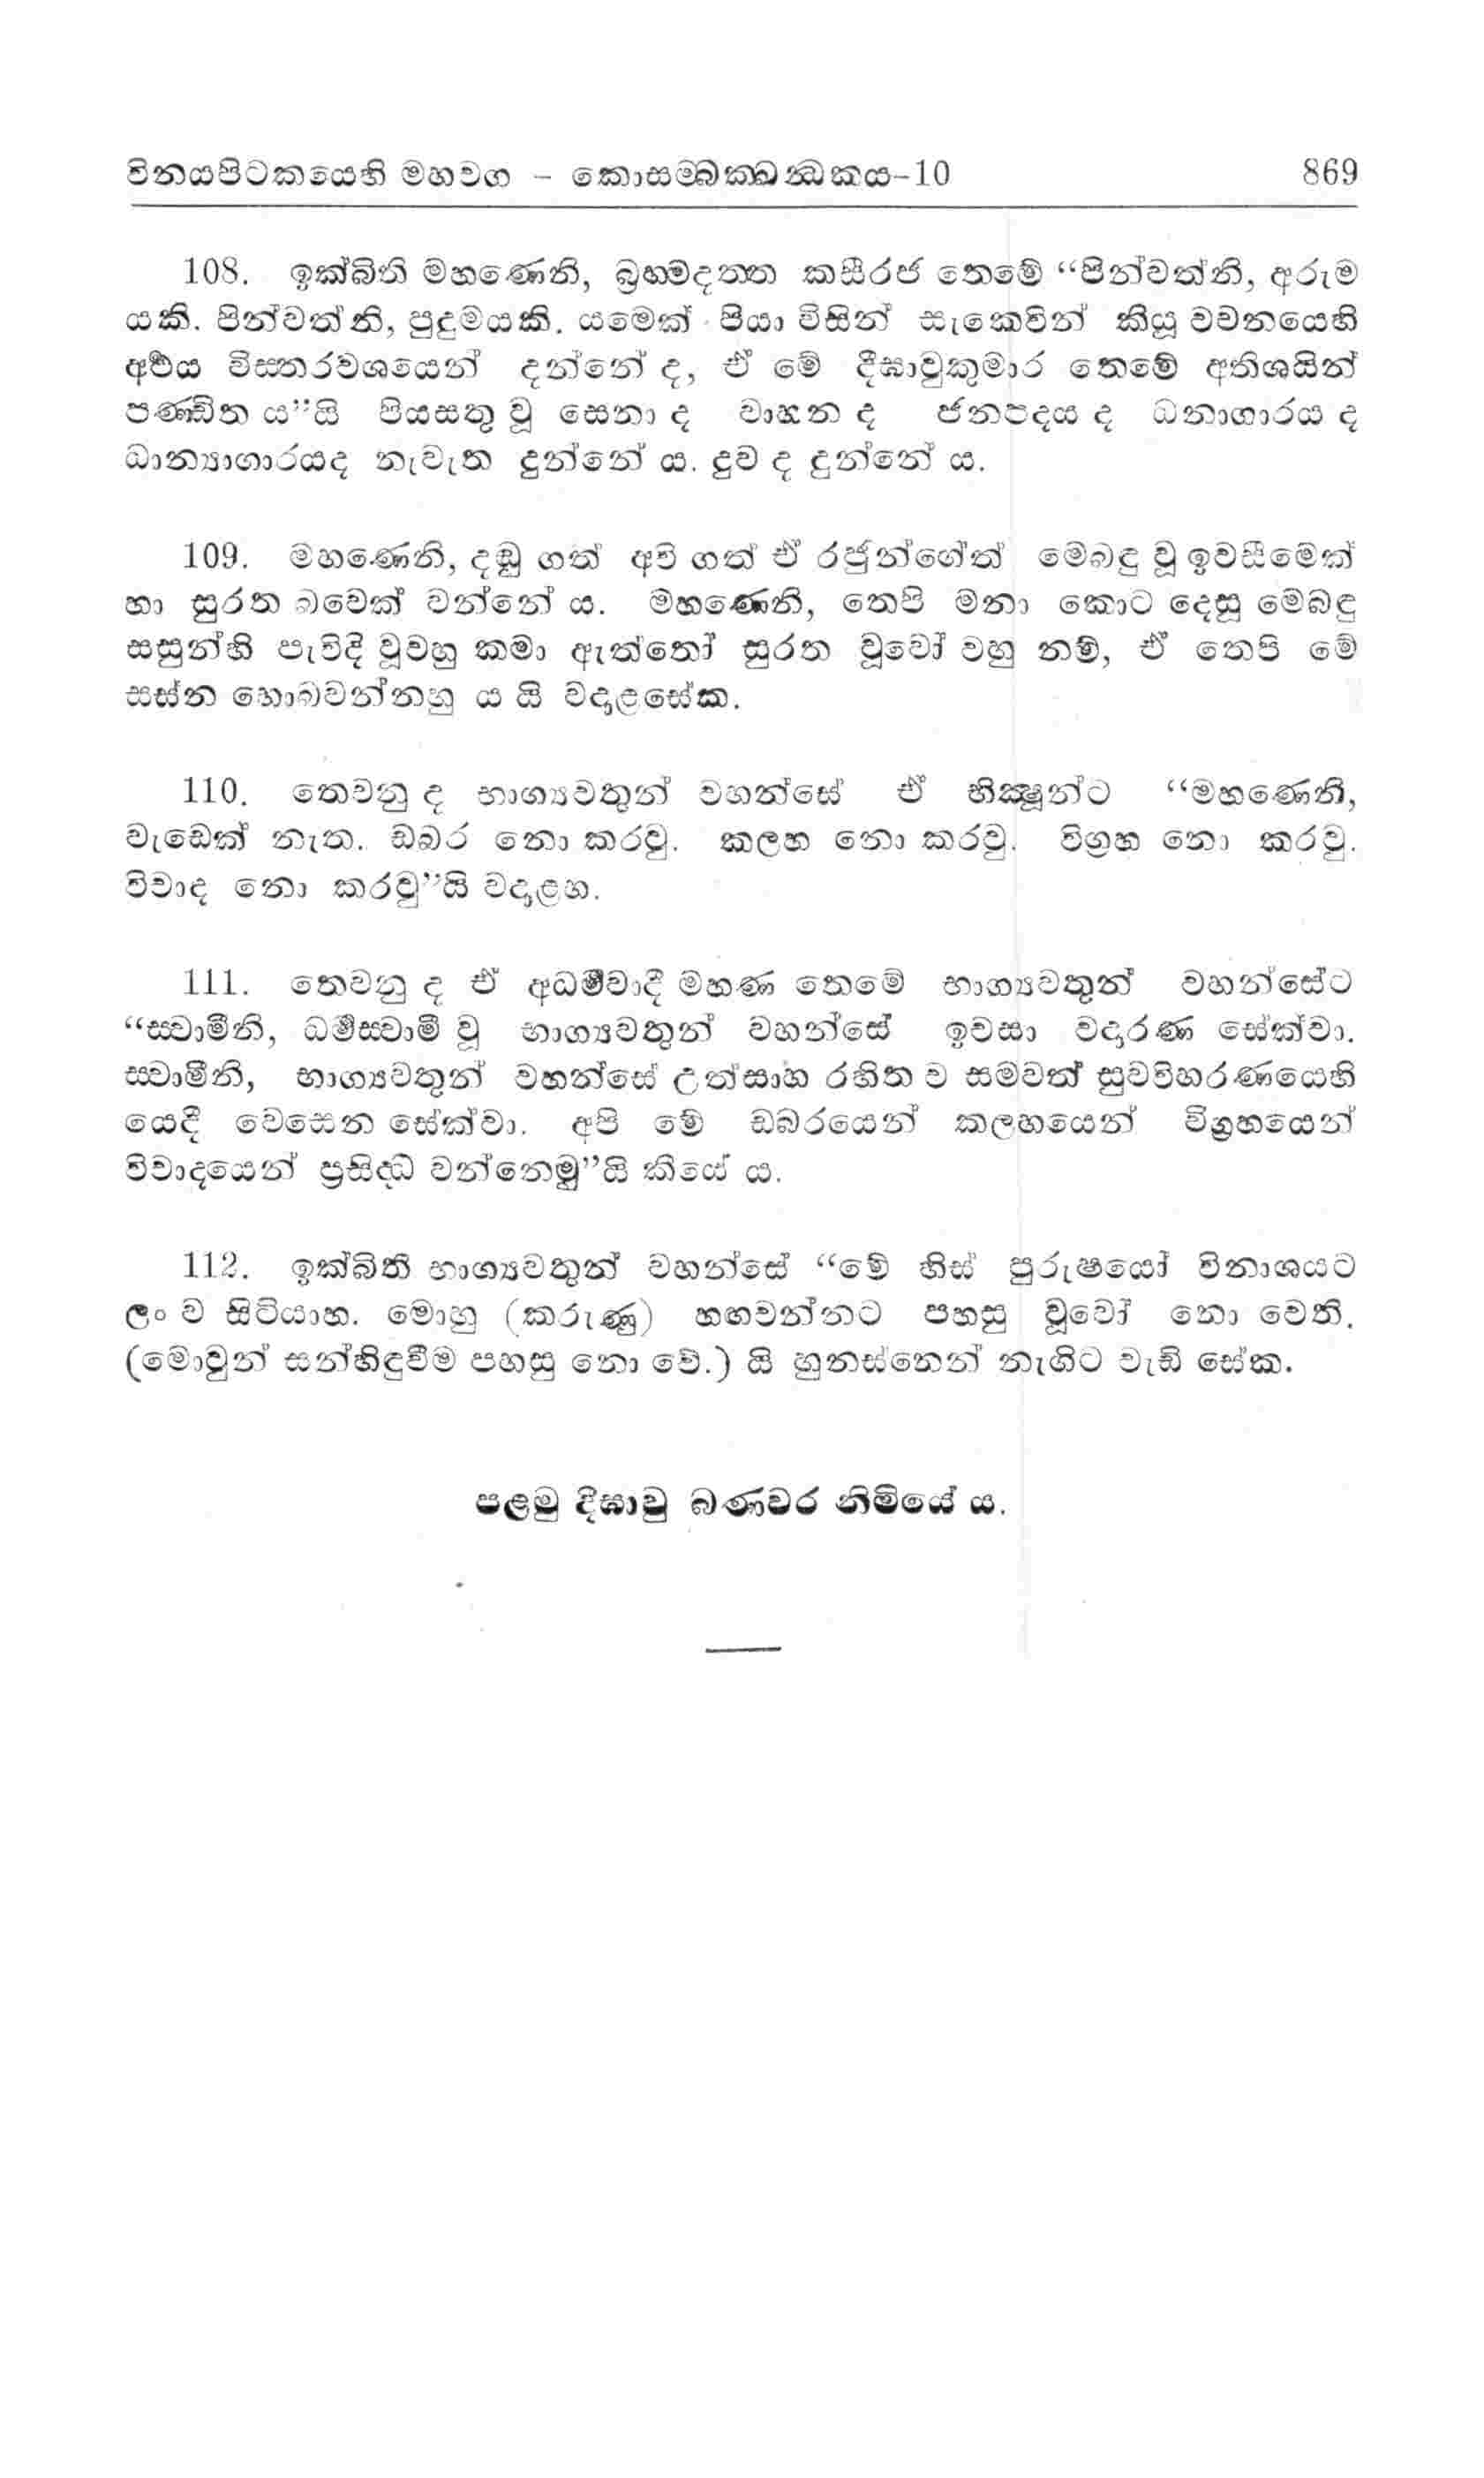 විනයපිටකයෙහි මහවග – කොසම්බක්ඛන්ධකය-10 869
108. ඉක්බිති මහණෙනි, බ්‍රහ්මදත්ත කසීරජ තෙමේ “පින්වත්නි, අරුම
යකි. පින්වත්නි, පුදුමයකි. යමෙක් පියා විසින් සැකෙවින් කියූ වචනයෙහි
අර්‍ථය විස්තරවශයෙන් දන්නේ ද, ඒ මේ දීඝාවුකුමාර තෙමේ අතිශයින්
පණ්ඩිත ය”යි පියසතු වූ සෙනා ද වාහන ද ජනපදය ද ධනාගාරය ද
ධාන්‍යාගාරයද නැවැත දුන්නේ ය. දුව ද දුන්නේ ය.
109. මහණෙනි, දඬු ගත් අවි ගත් ඒ රජුන්ගේත් මෙබඳු වූ ඉවසීමෙක්
හා සුරත බවෙක් වන්නේ ය. මහණෙනි, තෙපි මනා කොට දෙසූ මෙබඳු
සසුන්හි පැවිදි වූවහු කමා ඇත්තෝ සුරත වූවෝ වහු නම්, ඒ තෙපි මේ
සස්න හොබවන්නහු ය යි වදාළසේක.
110. තෙවනු ද භාග්‍යවතුන් වහන්සේ ඒ භික්‍ෂූන්ට “මහණෙනි,
වැඩෙක් නැත. ඩබර නො කරවු. කලහ නො කරවු. විග්‍රහ නො කරවු.
විවාද නො කරවු”යි වදාළහ.
111. තෙවනු ද ඒ අධර්‍මවාදී මහණ තෙමේ භාග්‍යවතුන් වහන්සේට
“ස්වාමීනි, ධර්‍මස්වාමී වූ භාග්‍යවතුන් වහන්සේ ඉවසා වදාරණ සේක්වා.
ස්වාමීනි, භාග්‍යවතුන් වහන්සේ උත්සාහ රහිත ව සමවත් සුවවිහරණයෙහි
යෙදී වෙසෙන සේක්වා. අපි මේ ඩබරයෙන් කලහයෙන් විග්‍රහයෙන්
විවාදයෙන් ප්‍රසිද්ධ වන්නෙමු”යි කියේ ය.
112. ඉක්බිති භාග්‍යවතුන් වහන්සේ “මේ හිස් පුරුෂයෝ විනාශයට
ලං ව සිටියාහ. මොහු (කරුණු) හඟවන්නට පහසු වූවෝ නො වෙති.
(මොවුන් සන්හිඳුවීම පහසු නො වේ.) යි හුනස්නෙන් නැගිට වැඩි සේක.
පළමු දීඝාවු බණවර නිමියේ ය.